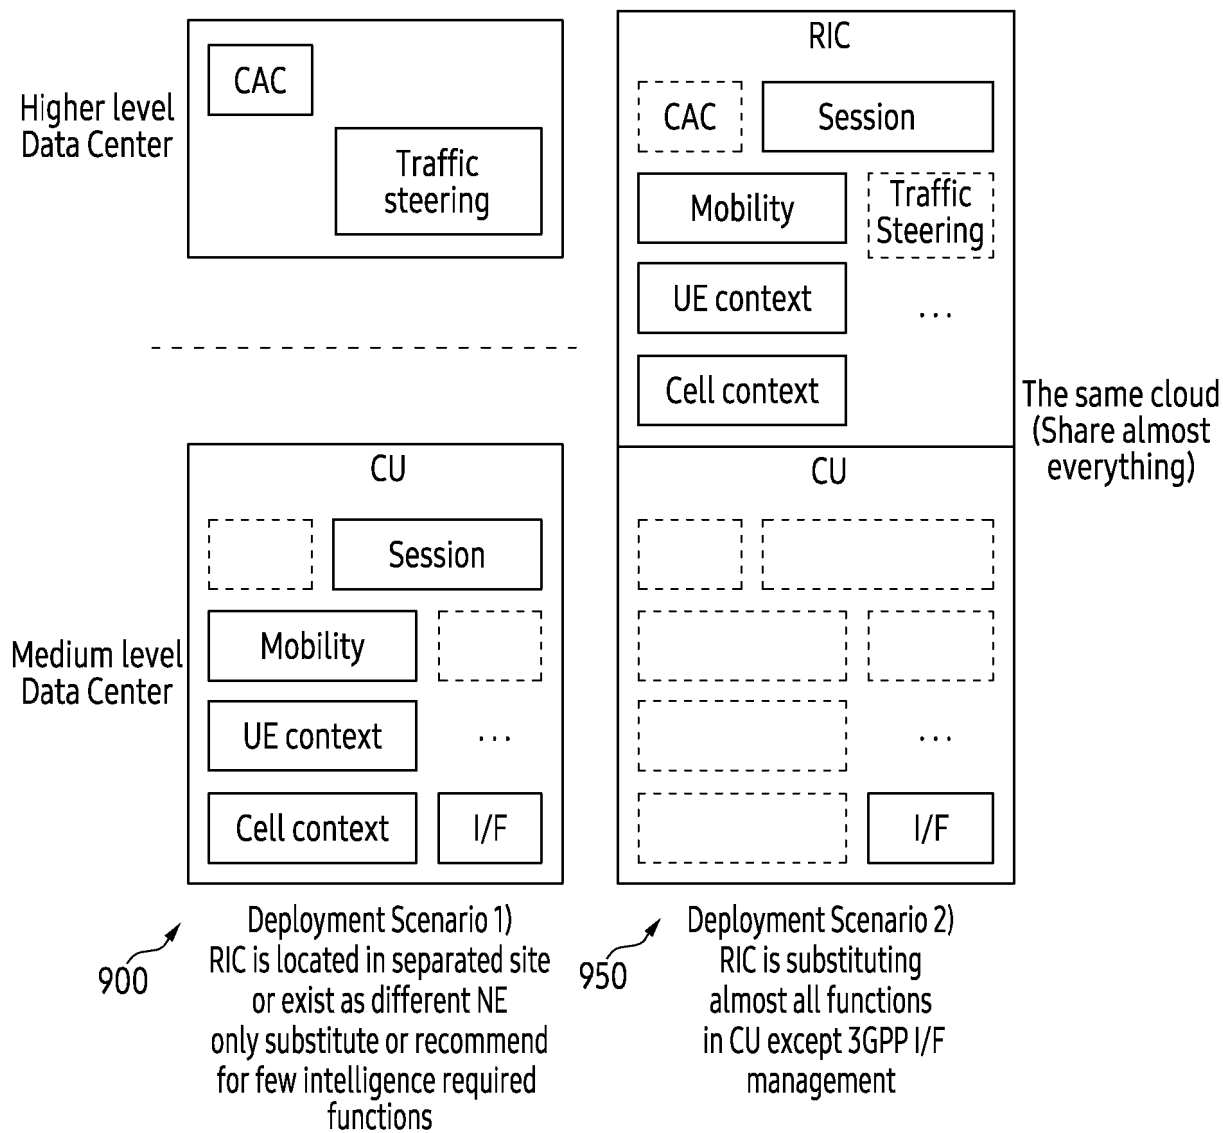 Higher level
Data Center
CAC
Traffic
steering
CU
Session
Mobility
UE context
...
Cell context
I/F
Medium level
Data Center
RIC
CAC
Session
Mobility
Traffic
Steering
UE context
...
Cell context
CU
...
I/F
The same cloud
(Share almost
everything)
900
Deployment Scenario 1)
RIC is located in separated site
or exist as different NE
only substitute or recommend
for few intelligence required
functions
950
Deployment Scenario 2)
RIC is substituting
almost all functions
in CU except 3GPP I/F
management